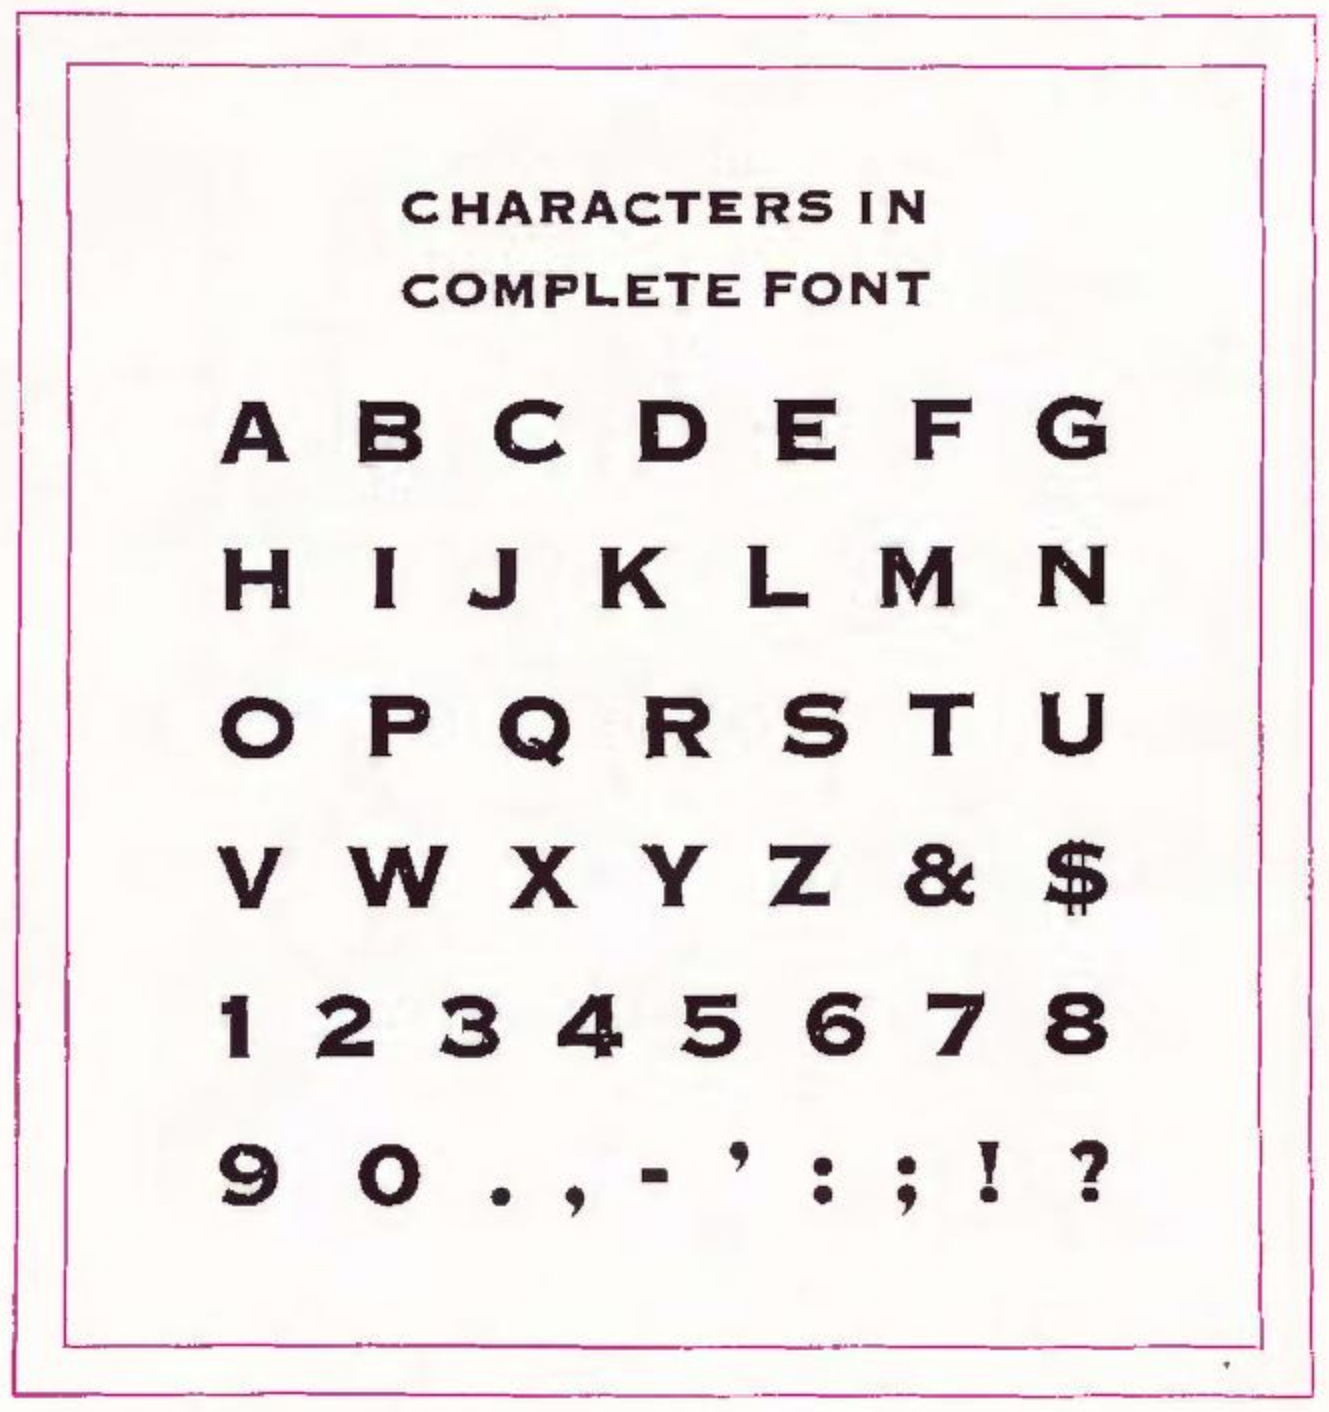 CHARACTERS IN
COMPLETE FONT
A B C D E F G
H I J K L M N
O P Q R S T U
V W X Y Z & $
1 2 3 4 5 6 7 8
9 0 . , - ’ : ; ! ?